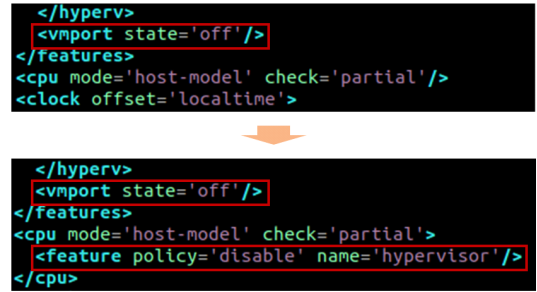 </hyperv>
<vmport state='off'/>
</features>
<cpu mode='host-model' check='partial'/>
<clock offset='localtime'>
</hyperv>
<vmport state='off'/>
</features>
<cpu mode='host-model' check='partial'>
<feature policy='disable' name='hypervisor'/>
</cpu>